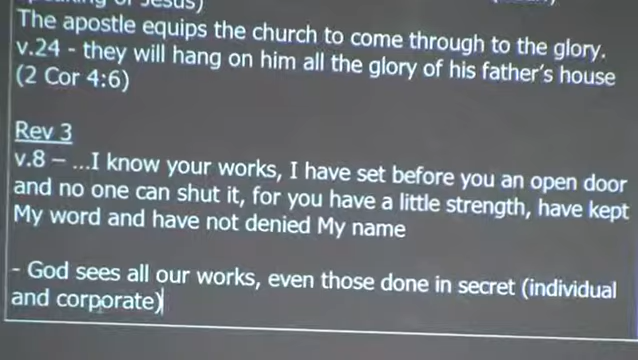 of Jesus)
The apostle equips the church to come through to the glory.
v.24 - they will hang on him all the glory of his father's house
(2 Cor 4:6)
Rev 3
v.8 – ...I know your works, I have set before you an open door
and no one can shut it, for you have a little strength, have kept
My word and have not denied My name
- God sees all our works, even those done in secret (individual
and corporate)